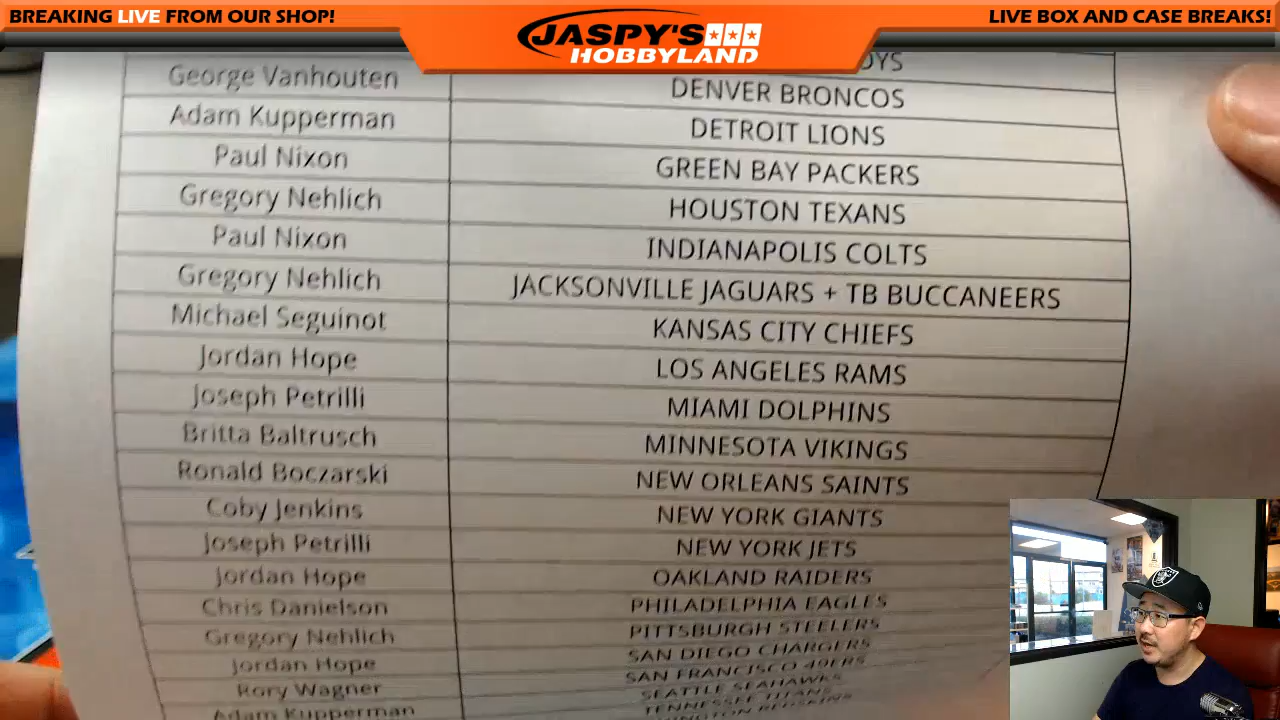 BREAKING LIVE FROM OUR SHOP!
JASPY'S
HOBBYLAND
LIVE BOX AND CASE BREAKS!
George Vanhouten DENVER BRONCOS
Adam Kupperman DETROIT LIONS
Paul Nixon GREEN BAY PACKERS
Gregory Nehlich HOUSTON TEXANS
Paul Nixon INDIANAPOLIS COLTS
Gregory Nehlich JACKSONVILLE JAGUARS + TB BUCCANEERS
Michael Seguinot KANSAS CITY CHIEFS
Jordan Hope LOS ANGELES RAMS
Joseph Petrilli MIAMI DOLPHINS
Britta Baltrusch MINNESOTA VIKINGS
Ronald Boczarski NEW ORLEANS SAINTS
Coby Jenkins NEW YORK GIANTS
Joseph Petrilli NEW YORK JETS
Jordan Hope OAKLAND RAIDERS
Chris Danielson PHILADELPHIA EAGLES
Gregory Nehlich PITTSBURGH STEELERS
Jordan Hope SAN DIEGO CHARGERS
Rory Wagner SAN FRANCISCO 49ERS
Adam Kupperman SEATTLE SEAHAWKS
TENNESSEE TITANS
REDSKINS